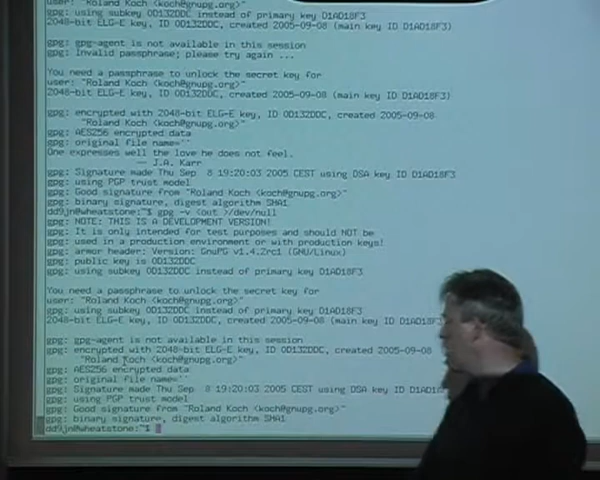 user: "Roland Koch <koch@gnupg.org>"
gpg: using subkey 0D132DDC instead of primary key D1AD18F3
2048-bit ELG-E key, ID 0D132DDC, created 2005-09-08 (main key ID D1AD18F3)
gpg: gpg-agent is not available in this session
gpg: Invalid passphrase; please try again ...
You need a passphrase to unlock the secret key for
user: "Roland Koch <koch@gnupg.org>"
2048-bit ELG-E key, ID 0D132DDC, created 2005-09-08 (main key ID D1AD18F3)
gpg: encrypted with 2048-bit ELG-E key, ID 0D132DDC, created 2005-09-08
"Roland Koch <koch@gnupg.org>"
gpg: AES256 encrypted data
gpg: original file name=''
One expresses well the love he does not feel.
-- J.A. Karr
gpg: Signature made Thu Sep  8 19:20:03 2005 CEST using DSA key ID D1AD18F3
gpg: using PGP trust model
gpg: Good signature from "Roland Koch <koch@gnupg.org>"
gpg: binary signature, digest algorithm SHA1
dd9jn@wheatstone:~$ gpg -v <out >/dev/null
gpg: NOTE: THIS IS A DEVELOPMENT VERSION!
gpg: It is only intended for test purposes and should NOT be
gpg: used in a production environment or with production keys!
gpg: armor header: Version: GnuPG v1.4.2rc1 (GNU/Linux)
gpg: public key is 0D132DDC
gpg: using subkey 0D132DDC instead of primary key D1AD18F3
You need a passphrase to unlock the secret key for
user: "Roland Koch <koch@gnupg.org>"
gpg: using subkey 0D132DDC instead of primary key D1AD18F3
2048-bit ELG-E key, ID 0D132DDC, created 2005-09-08 (main key ID D1AD18F3
gpg: gpg-agent is not available in this session
gpg: encrypted with 2048-bit ELG-E key, ID 0D132DDC, created 2005-09-08
"Roland Koch <koch@gnupg.org>"
gpg: AES256 encrypted data
gpg: original file name=''
gpg: Signature made Thu Sep  8 19:20:03 2005 CEST using DSA key ID D1AD18
gpg: using PGP trust model
gpg: Good signature from "Roland Koch <koch@gnupg.org>"
gpg: binary signature, digest algorithm SHA1
dd9jn@wheatstone:~$